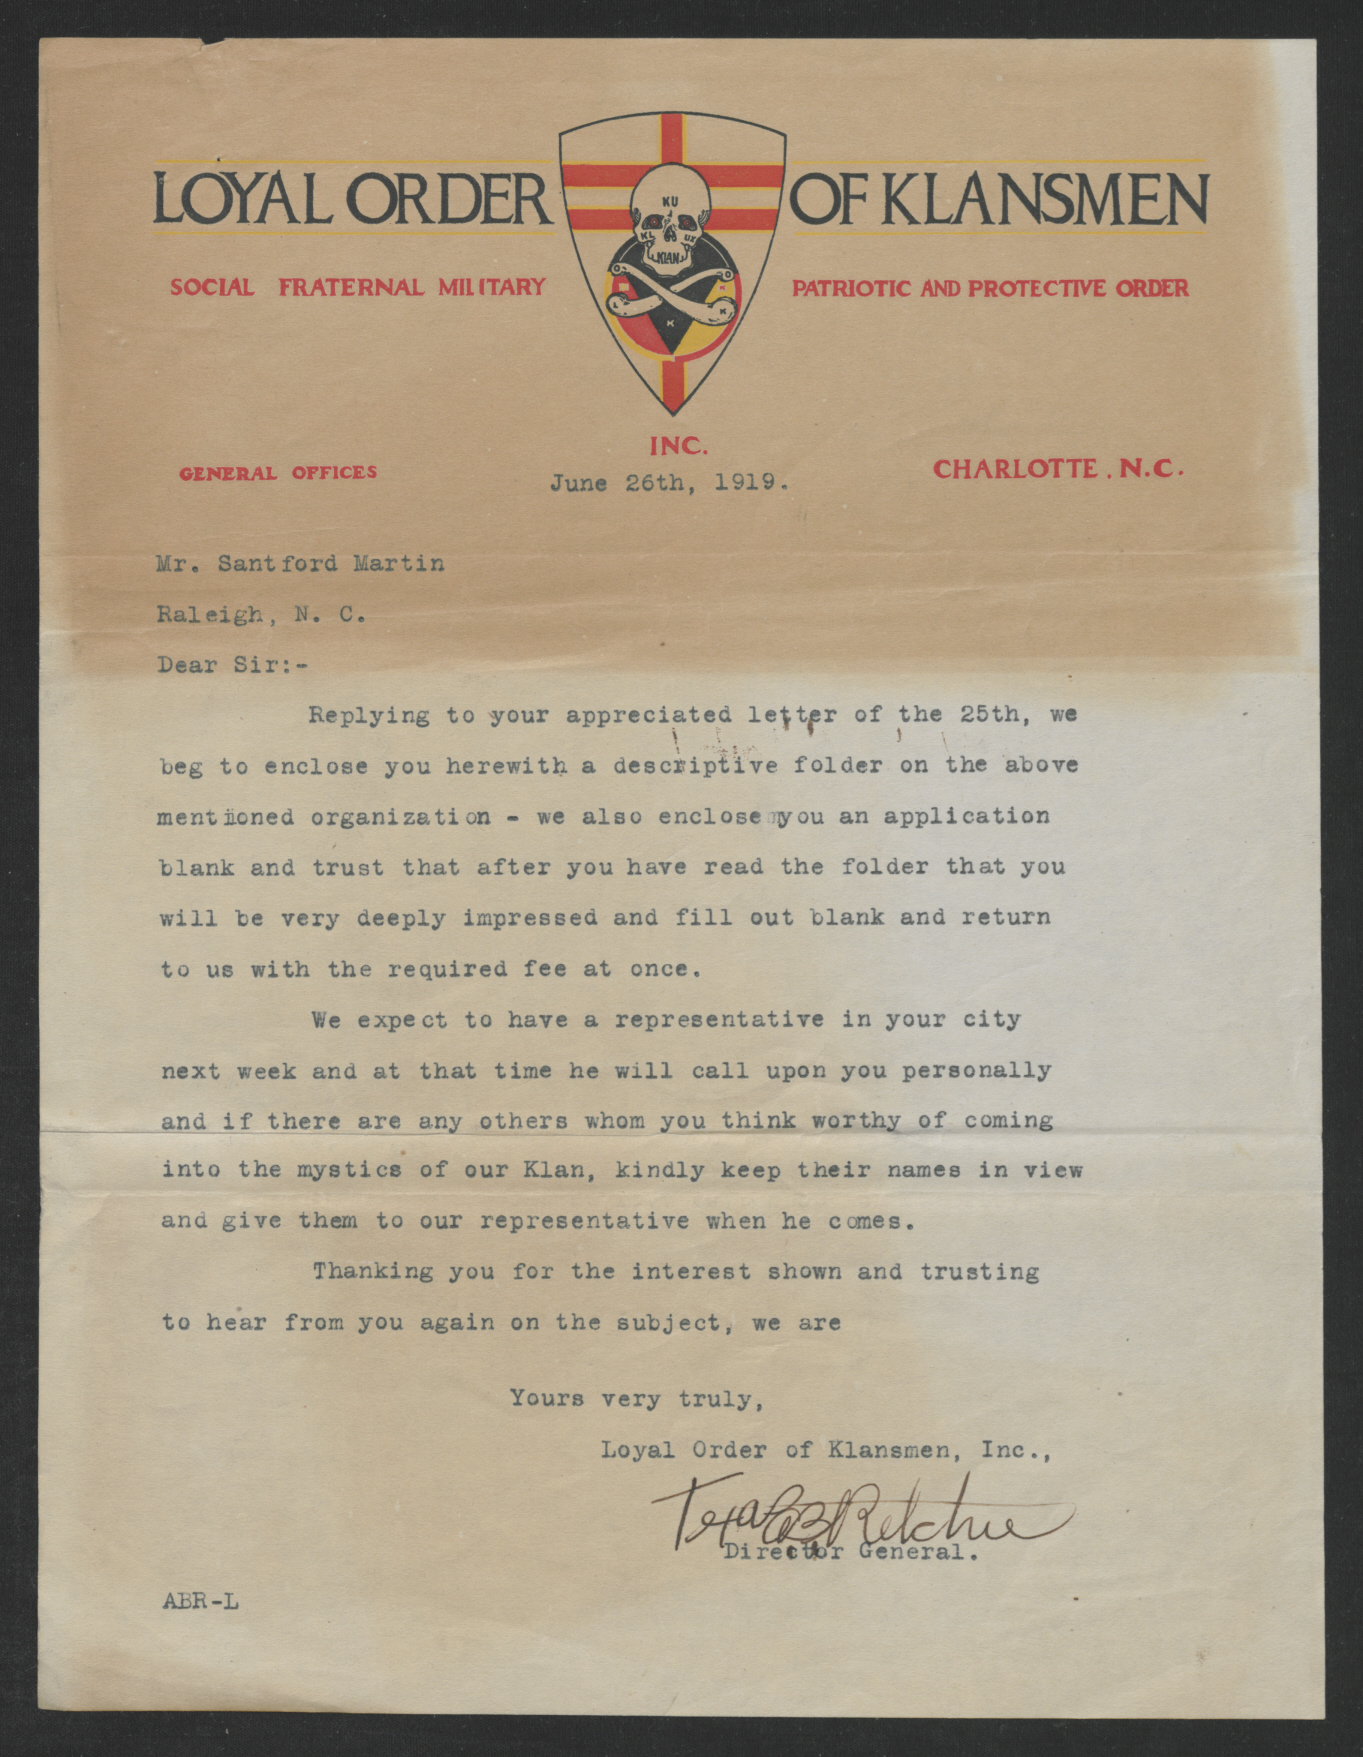 LOYAL ORDER OF KLANSMEN
KU
KL UX
KLAN
K
K
K
SOCIAL FRATERNAL MILITARY PATRIOTIC AND PROTECTIVE ORDER
INC.
GENERAL OFFICES CHARLOTTE. N.C.
June 26th, 1919.
Mr. Santford Martin
Raleigh, N. C.
Dear Sir:-
Replying to your appreciated letter of the 25th, we
beg to enclose you herewith a descriptive folder on the above
mentioned organization - we also enclose you an application
blank and trust that after you have read the folder that you
will be very deeply impressed and fill out blank and return
to us with the required fee at once.
We expect to have a representative in your city
next week and at that time he will call upon you personally
and if there are any others whom you think worthy of coming
into the mystics of our Klan, kindly keep their names in view
and give them to our representative when he comes.
Thanking you for the interest shown and trusting
to hear from you again on the subject, we are
Yours very truly,
Loyal Order of Klansmen, Inc.,
Director General.
ABR-L